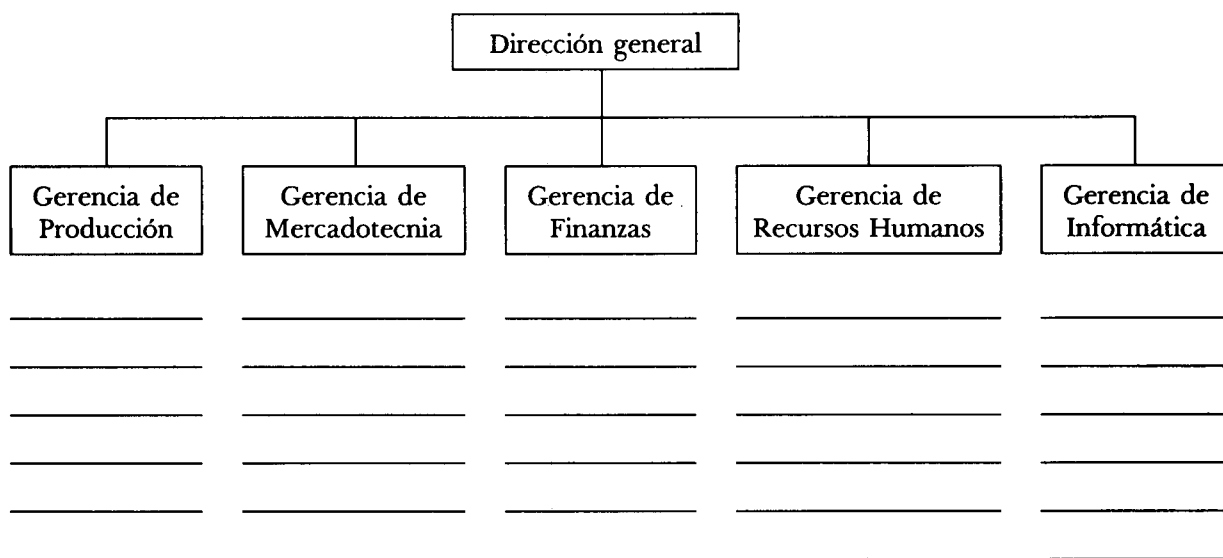 Dirección general
Gerencia de
Producción
Gerencia de
Mercadotecnia
Gerencia de
Finanzas
Gerencia de
Recursos Humanos
Gerencia de
Informática